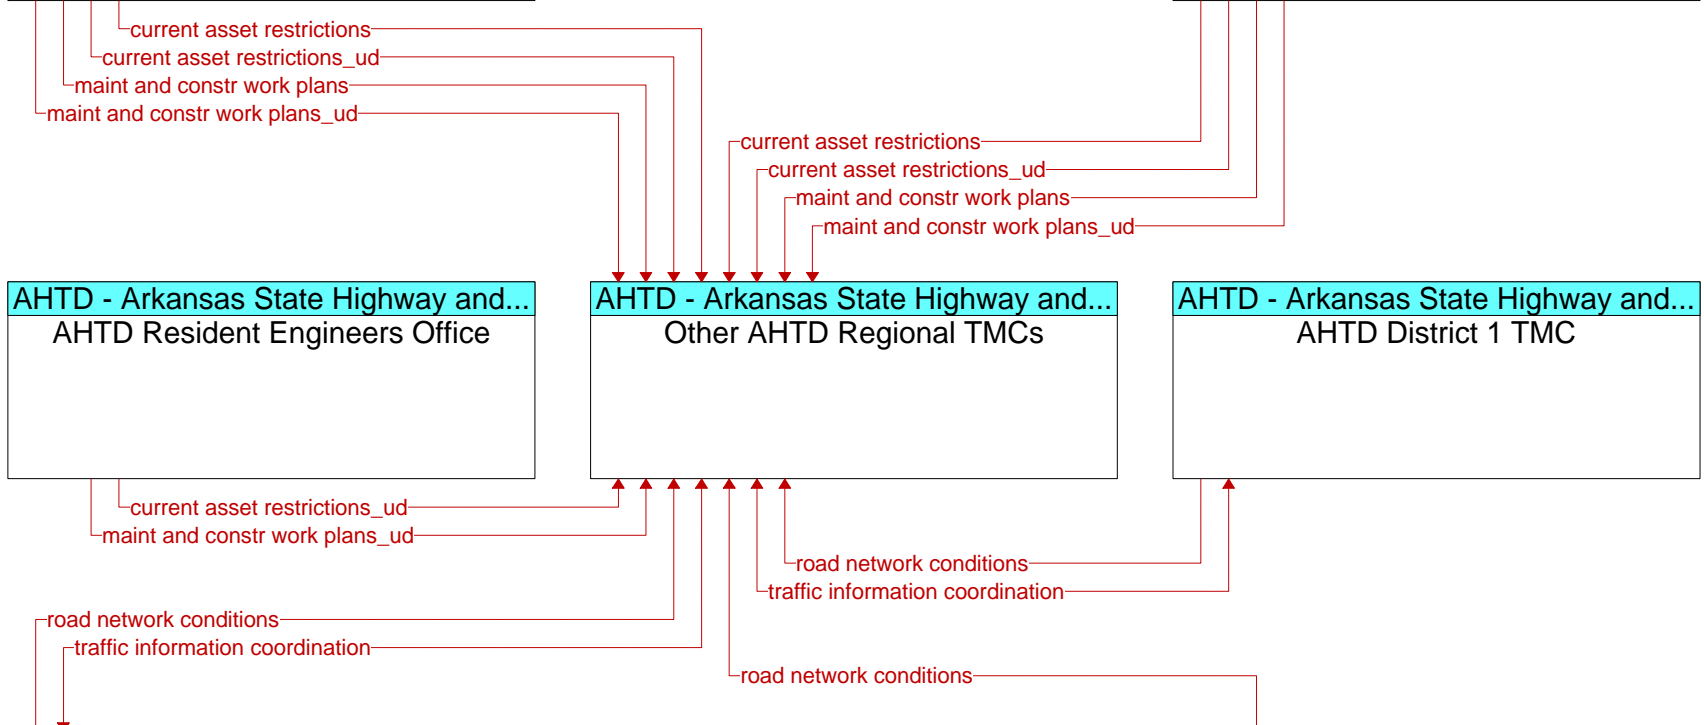 current asset restrictions
current asset restrictions_ud
maint and constr work plans
maint and constr work plans_ud
current asset restrictions
current asset restrictions_ud
maint and constr work plans
maint and constr work plans_ud
AHTD - Arkansas State Highway and...
AHTD Resident Engineers Office
AHTD - Arkansas State Highway and...
Other AHTD Regional TMCs
AHTD - Arkansas State Highway and...
AHTD District 1 TMC
current asset restrictions_ud
maint and constr work plans_ud
road network conditions
traffic information coordination
road network conditions
traffic information coordination
road network conditions